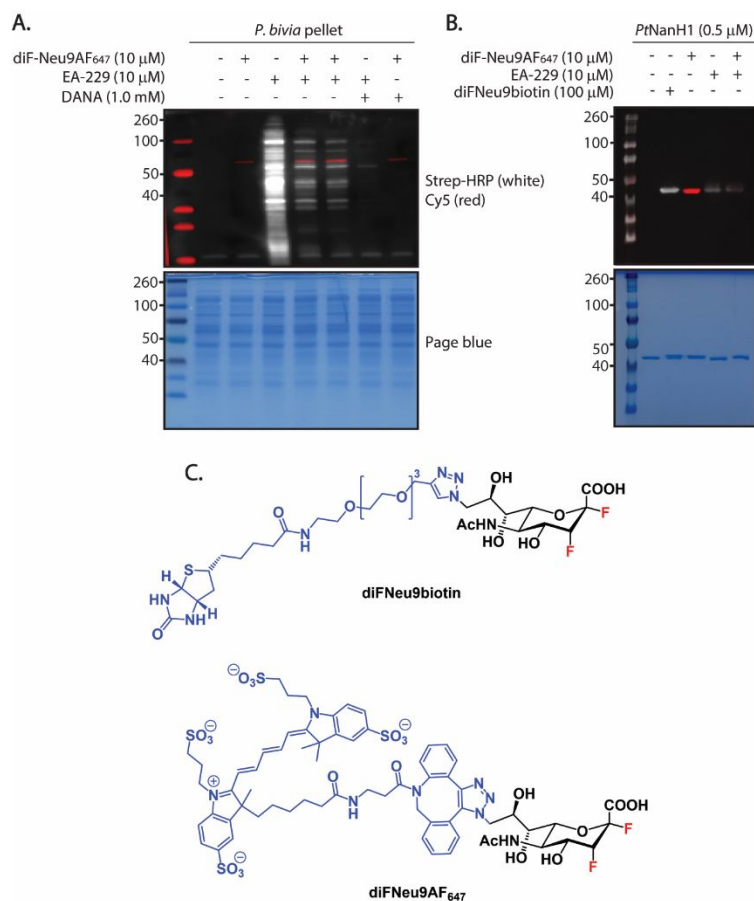 A.
P. bivia pellet
diF-Neu9AF647 (10 μM) - + - + + - - +
EA-229 (10 μM) - - + + + + - -
DANA (1.0 mM) - - - - - + + 
260
100
50
40
Strep-HRP (white)
Cy5 (red)
260
100
50
40
Page blue
B.
PtNanH1 (0.5 μM)
diF-Neu9AF647 (10 μM) - - + - +
EA-229 (10 μM) - - - + +
diFNeu9biotin (100 μM) - + - - -
260
100
50
40
260
100
50
40
C.
3
N=N
N
OH
COOH
O
F
AcHN
HO
HO
F
O
N
H
O
O
S
H
H
HN
NH
O
diFNeu9biotin
SO3⊖
N
SO3⊖
SO3⊖
N⊕
SO3⊖
O
N
H
O
N
N
N
N
OH
COOH
O
F
AcHN
HO
HO
F
diFNeu9AF647